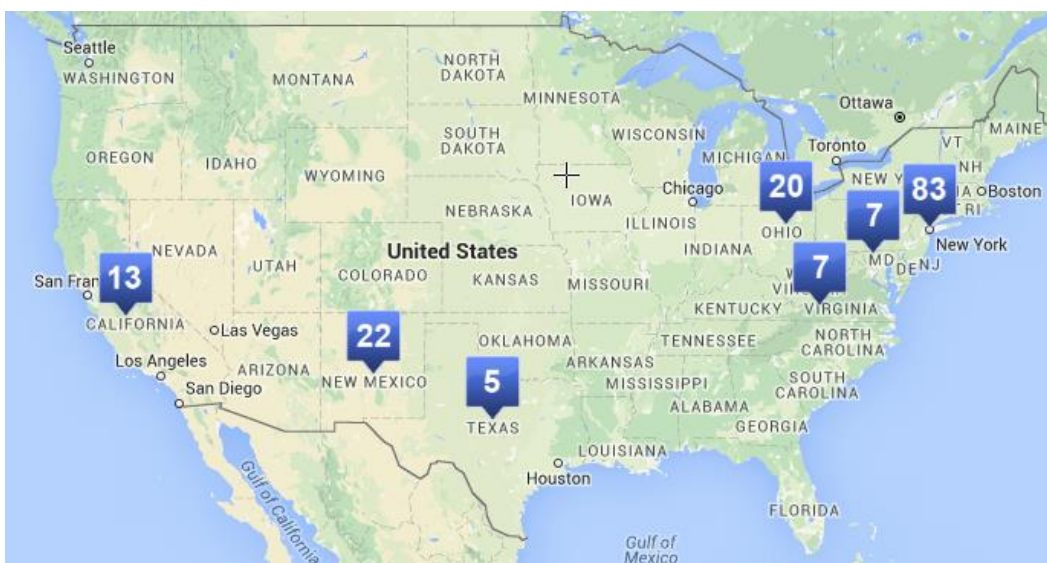 Seattle
WASHINGTON
MONTANA
NORTH
DAKOTA
MINNESOTA
Ottawa
MAINE
VT
NH
OREGON
IDAHO
SOUTH
DAKOTA
WISCONSIN
MICHIGAN
Toronto
WYOMING
Chicago
20
NEW Y
83
Boston
RI
NEBRASKA
IOWA
ILLINOIS
OHIO
7
New York
NEVADA
UTAH
COLORADO
United States
KANSAS
MISSOURI
INDIANA
7
MD
DE
NJ
San Fran
13
CALIFORNIA
Las Vegas
KENTUCKY
VIRGINIA
22
OKLAHOMA
TENNESSEE
NORTH
CAROLINA
Los Angeles
ARIZONA
NEW MEXICO
ARKANSAS
5
MISSISSIPPI
SOUTH
CAROLINA
San Diego
TEXAS
ALABAMA
GEORGIA
LOUISIANA
Houston
Gulf of California
FLORIDA
Gulf of
Mexico